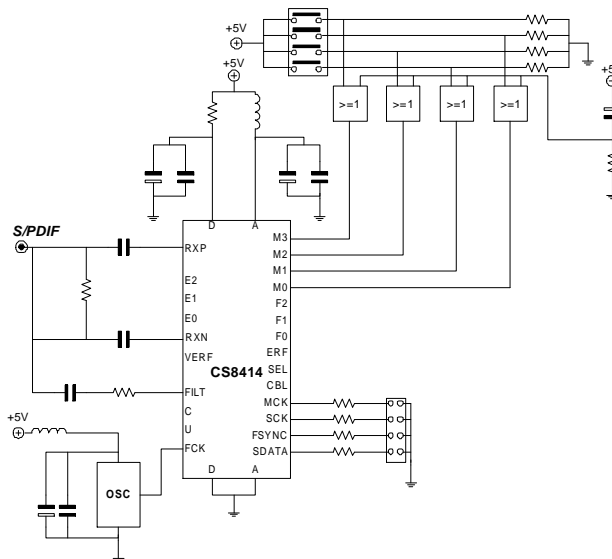 +5V
+5V
+5
>=1
>=1
>=1
>=1
D
A
S/PDIF
RXP
E2
E1
E0
RXN
VERF
FILT
C
U
FCK
CS8414
M3
M2
M1
M0
F2
F1
F0
ERF
SEL
CBL
MCK
SCK
FSYNC
SDATA
D
A
+5V
OSC